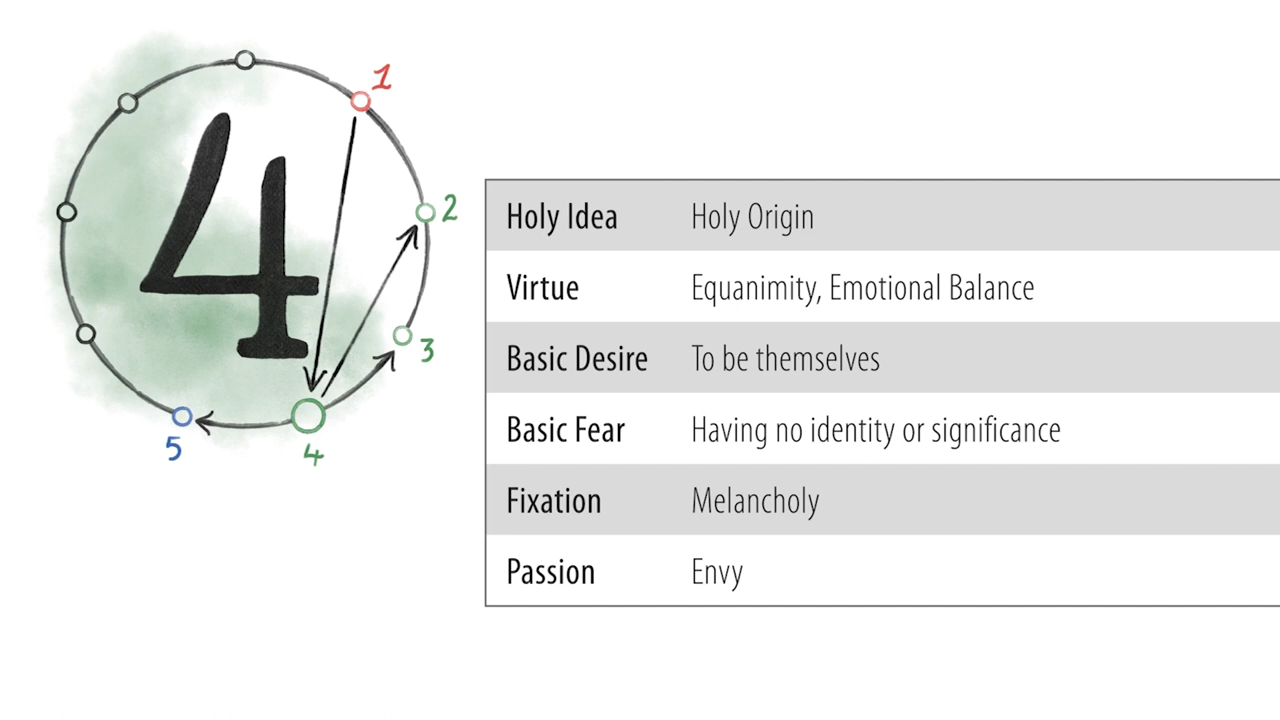 1
2
3
4
5
4
Holy Idea Holy Origin
Virtue Equanimity, Emotional Balance
Basic Desire To be themselves
Basic Fear Having no identity or significance
Fixation Melancholy
Passion Envy